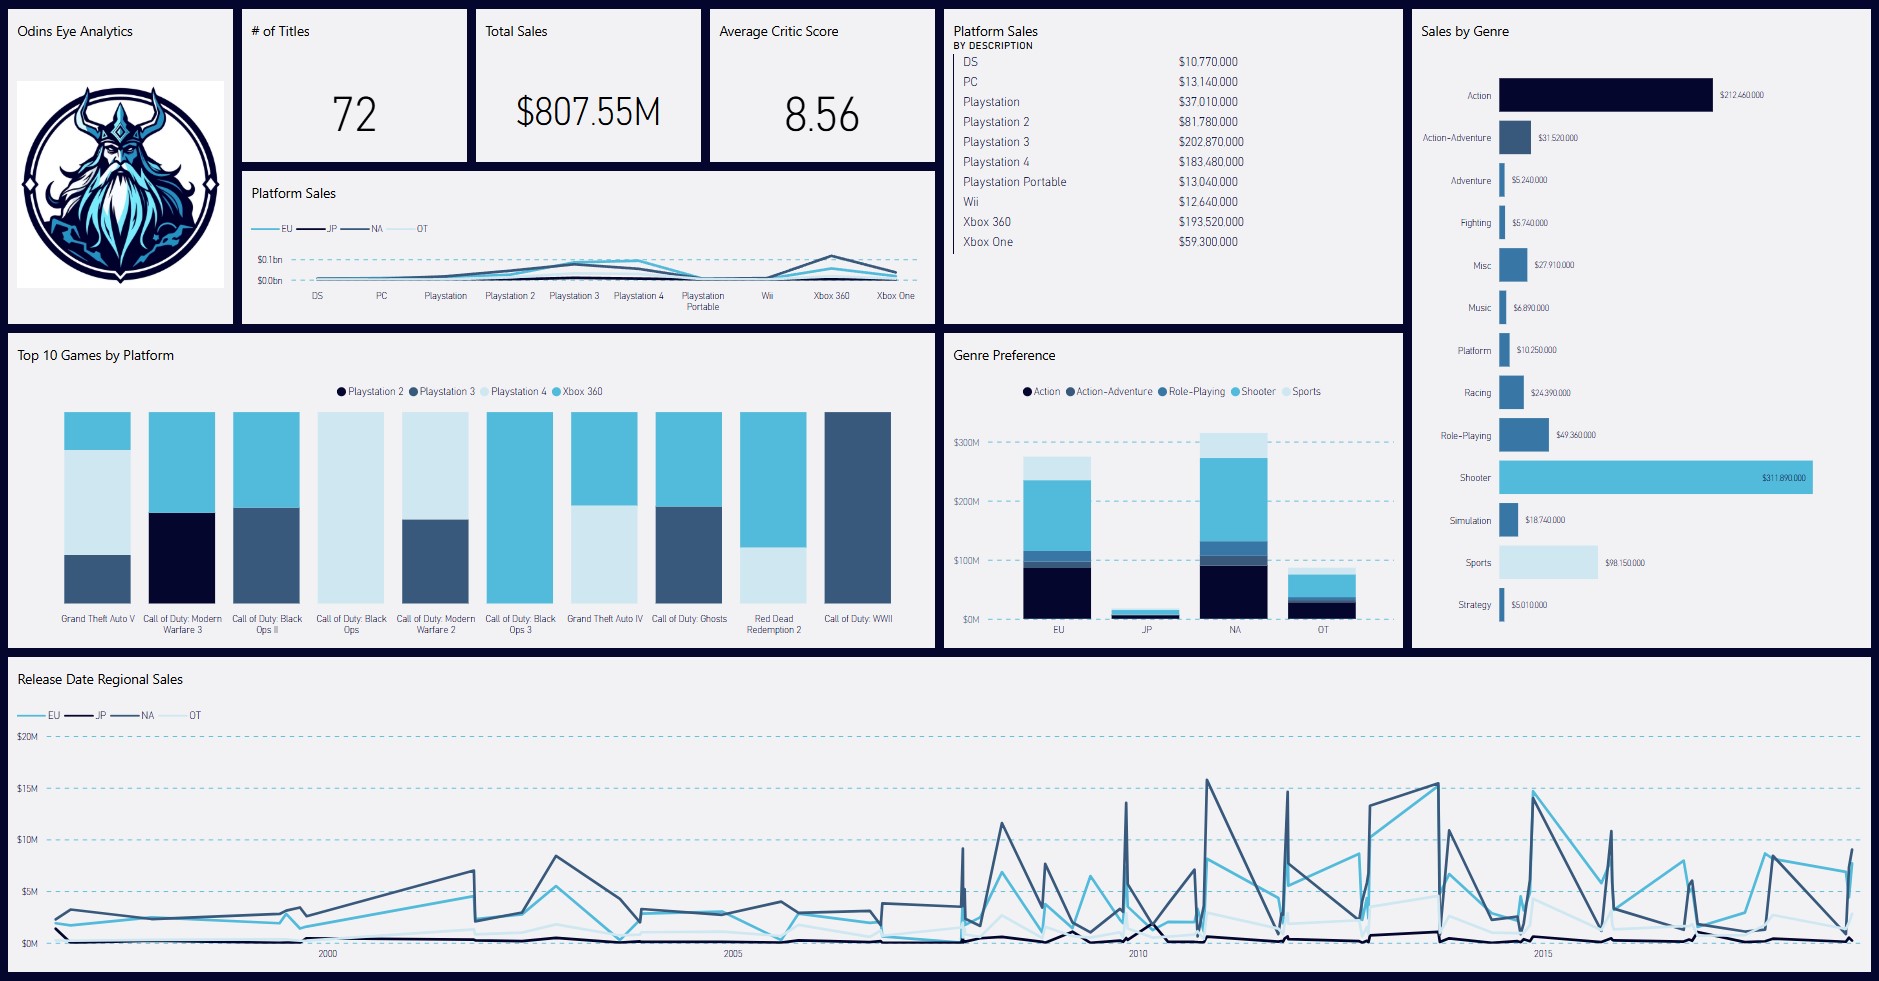 Odins Eye Analytics
# of Titles
72
Total Sales
$807.55M
Average Critic Score
8.56
Platform Sales
EU JP NA OT
$0.1bn
$0.0bn
DS PC Playstation Playstation 2 Playstation 3 Playstation 4 Playstation Wii Xbox 360 Xbox One
Portable
Platform Sales
BY DESCRIPTION
DS $10,770.000
PC $13,140.000
Playstation $37,010.000
Playstation 2 $81,780.000
Playstation 3 $202,870.000
Playstation 4 $183,480.000
Playstation Portable $13,040.000
Wii $12,640.000
Xbox 360 $193,520.000
Xbox One $59,300.000
Sales by Genre
Action $212.460.000
Action-Adventure $31.520.000
Adventure $5.240.000
Fighting $5.740.000
Misc $27.910.000
Music $6.890.000
Platform $10.250.000
Racing $24.390.000
Role-Playing $49.360.000
Shooter $311.890.000
Simulation $18.740.000
Sports $98.150.000
Strategy $5.010.000
Top 10 Games by Platform
Playstation 2 Playstation 3 Playstation 4 Xbox 360
Grand Theft Auto V Call of Duty: Modern Call of Duty: Black Call of Duty: Black Call of Duty: Modern Call of Duty: Black Grand Theft Auto IV Call of Duty: Ghosts Red Dead Call of Duty: WWII
Warfare 3 Ops II Ops Warfare 2 Ops 3 Redemption 2
Genre Preference
Action Action-Adventure Role-Playing Shooter Sports
$300M
$200M
$100M
$0M
EU JP NA OT
Release Date Regional Sales
EU JP NA OT
$20M
$15M
$10M
$5M
$0M
2000 2005 2010 2015